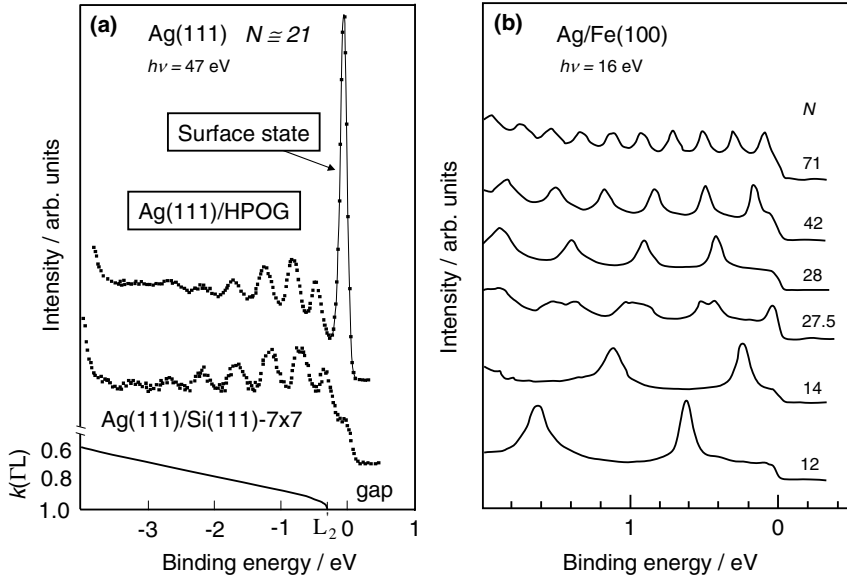 (a)
Ag(111) N ≅ 21
hν = 47 eV
Surface state
Ag(111)/HPOG
Ag(111)/Si(111)-7x7
gap
Intensity / arb. units
k(ΓL)
0.6
0.8
1.0
-3 -2 -1 L2 0 1
Binding energy / eV
(b)
Ag/Fe(100)
hν = 16 eV
N
71
42
28
27.5
14
12
Intensity / arb. units
1 0
Binding energy / eV